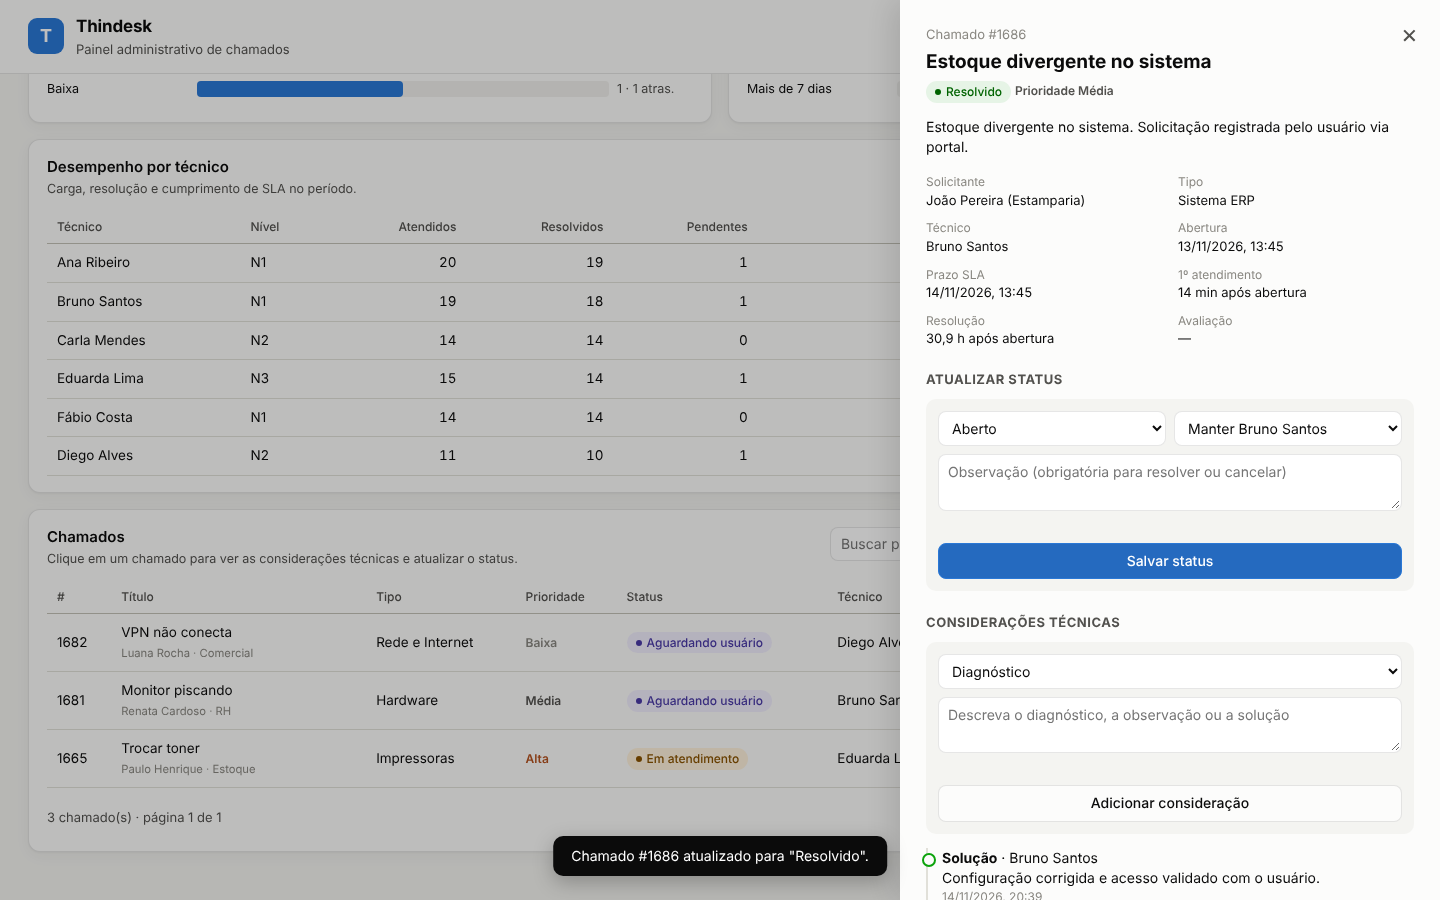 T
Thindesk
Painel administrativo de chamados
Baixa
1 · 1 atras.
Mais de 7 dias
Desempenho por técnico
Carga, resolução e cumprimento de SLA no período.
Técnico Nível Atendidos Resolvidos Pendentes
Ana Ribeiro N1 20 19 1
Bruno Santos N1 19 18 1
Carla Mendes N2 14 14 0
Eduarda Lima N3 15 14 1
Fábio Costa N1 14 14 0
Diego Alves N2 11 10 1
Chamados
Clique em um chamado para ver as considerações técnicas e atualizar o status.
Buscar p
# Título Tipo Prioridade Status Técnico
1682 VPN não conecta Rede e Internet Baixa Aguardando usuário Diego Alv
Luana Rocha · Comercial
1681 Monitor piscando Hardware Média Aguardando usuário Bruno San
Renata Cardoso · RH
1665 Trocar toner Impressoras Alta Em atendimento Eduarda L
Paulo Henrique · Estoque
3 chamado(s) · página 1 de 1
Chamado #1686 atualizado para "Resolvido".
Chamado #1686
Estoque divergente no sistema
Resolvido Prioridade Média
Estoque divergente no sistema. Solicitação registrada pelo usuário via
portal.
Solicitante Tipo
João Pereira (Estamparia) Sistema ERP
Técnico Abertura
Bruno Santos 13/11/2026, 13:45
Prazo SLA 1º atendimento
14/11/2026, 13:45 14 min após abertura
Resolução Avaliação
30,9 h após abertura —
ATUALIZAR STATUS
Aberto Manter Bruno Santos
Observação (obrigatória para resolver ou cancelar)
Salvar status
CONSIDERAÇÕES TÉCNICAS
Diagnóstico
Descreva o diagnóstico, a observação ou a solução
Adicionar consideração
Solução · Bruno Santos
Configuração corrigida e acesso validado com o usuário.
14/11/2026, 20:39